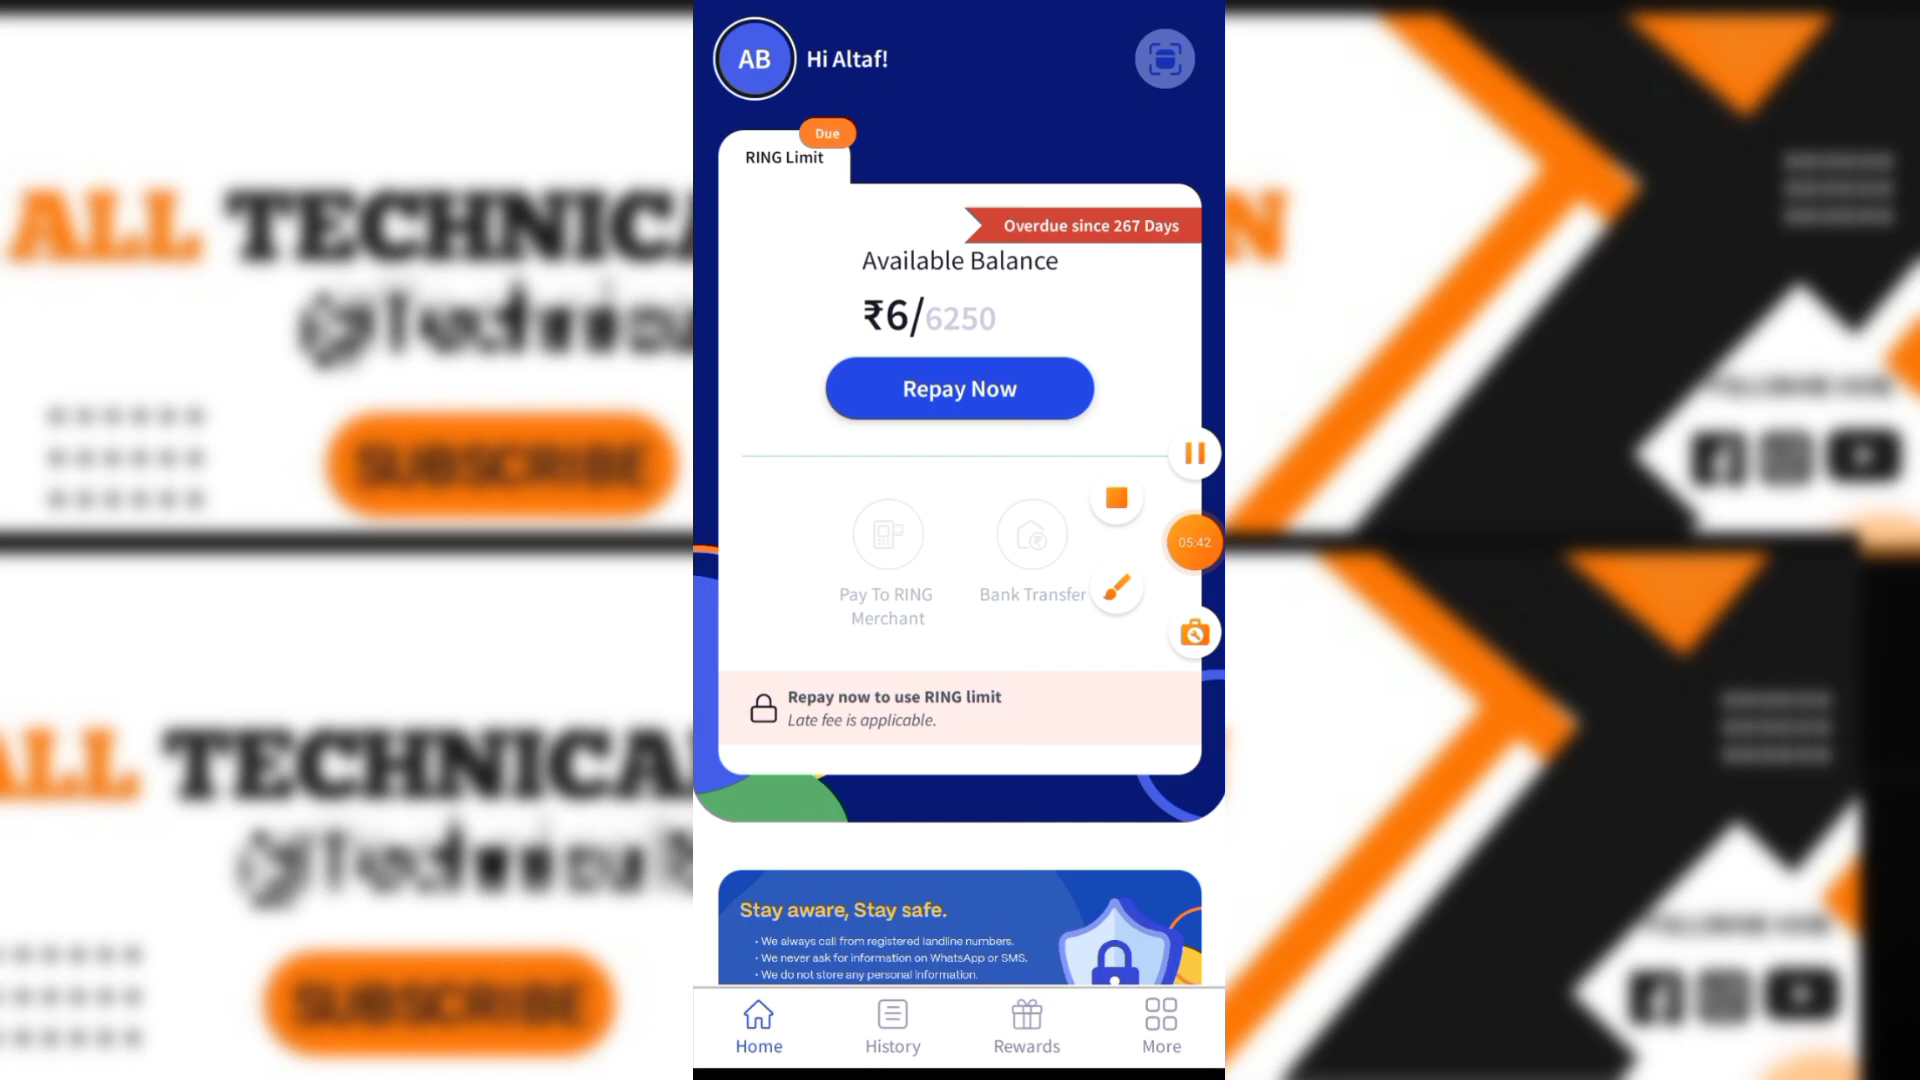 AB
Hi Altaf!
Due
RING Limit
Overdue since 267 Days
Available Balance
₹6/6250
Repay Now
05:42
Pay To RING
Merchant
Bank Transfer
Repay now to use RING limit
Late fee is applicable.
Stay aware, Stay safe.
• We always call from registered landline numbers.
• We never ask for information on WhatsApp or SMS.
• We do not store any personal information.
Home
History
Rewards
More
ALL TECHNICA
N
SUBSCRIBE
ALL TECHNICA
SUBSCRIBE